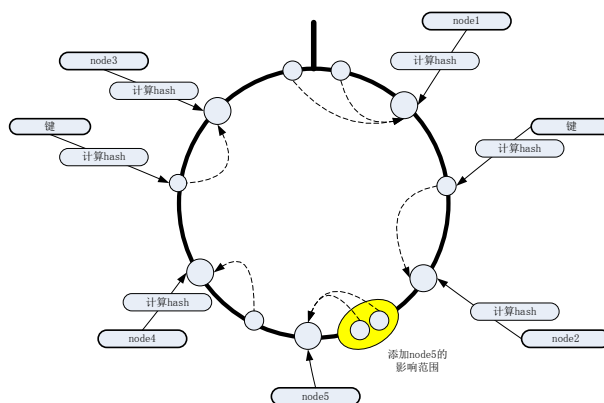 node1
node3
计算hash
计算hash
键
键
计算hash
计算hash
计算hash
计算hash
node4
node2
添加node5的
影响范围
node5